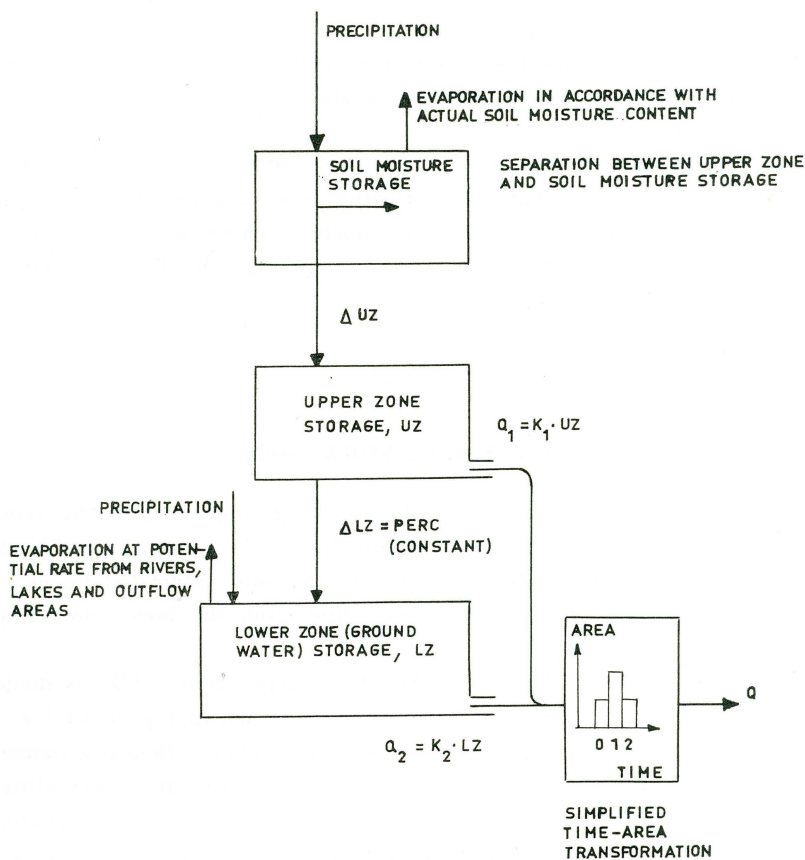 PRECIPITATION
EVAPORATION IN ACCORDANCE WITH
ACTUAL SOIL MOISTURE CONTENT
SOIL MOISTURE
STORAGE
SEPARATION BETWEEN UPPER ZONE
AND SOIL MOISTURE STORAGE
Δ UZ
UPPER ZONE
STORAGE, UZ
Q₁ = K₁ · UZ
PRECIPITATION
Δ LZ = PERC
(CONSTANT)
EVAPORATION AT POTEN-
TIAL RATE FROM RIVERS,
LAKES AND OUTFLOW
AREAS
LOWER ZONE (GROUND
WATER) STORAGE, LZ
Q₂ = K₂ · LZ
AREA
0 1 2
TIME
Q
SIMPLIFIED
TIME-AREA
TRANSFORMATION